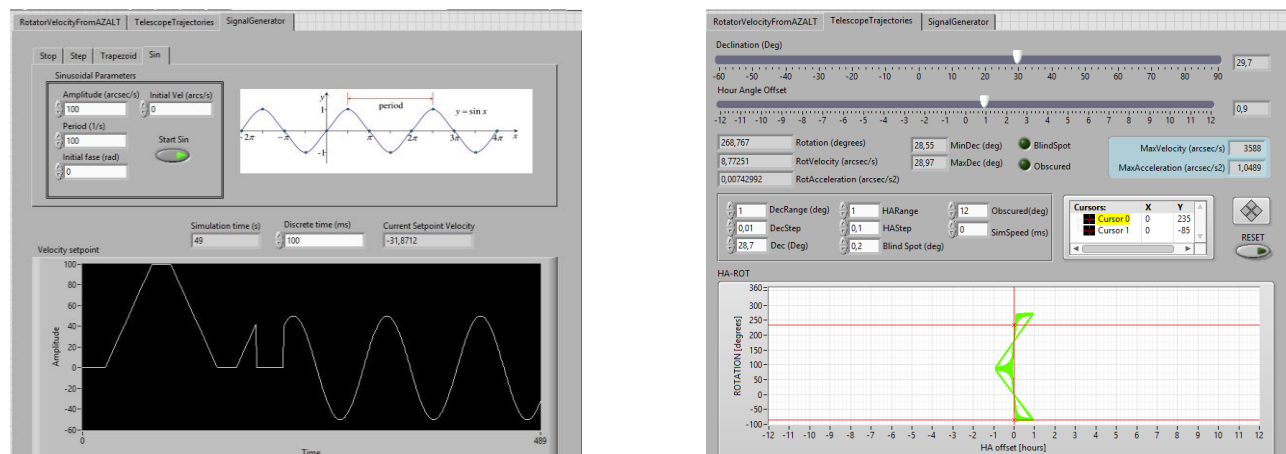 RotatorVelocityFromAZALT TelescopeTrajectories SignalGenerator
Stop Step Trapezoid Sin
Sinusoidal Parameters
Amplitude (arcsec/s) Initial Vel (arcs/s)
100 0
Period (1/s)
100 Start Sin
Initial fase (rad)
0
y
1
period
y = sin x
-2π -π π 2π 3π 4π x
-1
Simulation time (s) Discrete time (ms) Current Setpoint Velocity
49 100 -31,8712
Velocity setpoint
100
80
60
40
20
0
-20
-40
-60
Amplitude
0 489
Time
RotatorVelocityFromAZALT TelescopeTrajectories SignalGenerator
Declination (Deg)
-60 -50 -40 -30 -20 -10 0 10 20 30 40 50 60 70 80 90
29,7
Hour Angle Offset
-12 -11 -10 -9 -8 -7 -6 -5 -4 -3 -2 -1 0 1 2 3 4 5 6 7 8 9 10 11 12
0,9
268,767 Rotation (degrees) 28,55 MinDec (deg) BlindSpot MaxVelocity (arcsec/s) 3588
8,77251 RotVelocity (arcsec/s) 28,97 MaxDec (deg) Obscured MaxAcceleration (arcsec/s2) 1,0489
0,00742992 RotAcceleration (arcsec/s2)
1 DecRange (deg) 1 HARange 12 Obscured(deg)
0,01 DecStep 0,1 HAStep 0 SimSpeed (ms)
28,7 Dec (Deg) 0,2 Blind Spot (deg)
Cursors: X Y
Cursor 0 0 235
Cursor 1 0 -85
RESET
HA-ROT
360
300
250
200
150
100
50
0
-50
-100
ROTATION [degrees]
-12 -11 -10 -9 -8 -7 -6 -5 -4 -3 -2 -1 0 1 2 3 4 5 6 7 8 9 10 11 12
HA offset [hours]